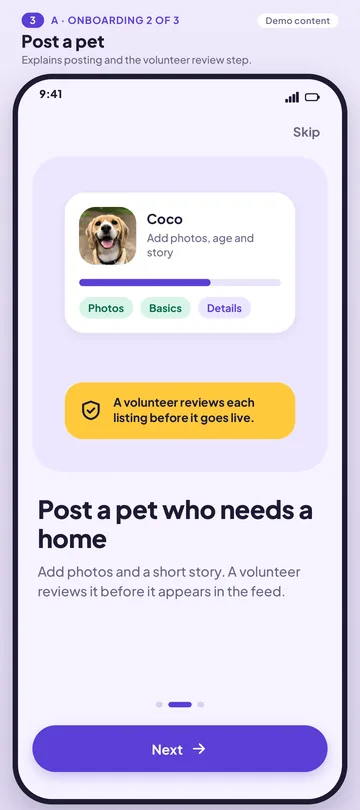 3 A · ONBOARDING 2 OF 3 Demo content
Post a pet
Explains posting and the volunteer review step.
9:41
Skip
Coco
Add photos, age and
story
Photos Basics Details
A volunteer reviews each
listing before it goes live.
Post a pet who needs a
home
Add photos and a short story. A volunteer
reviews it before it appears in the feed.
Next →